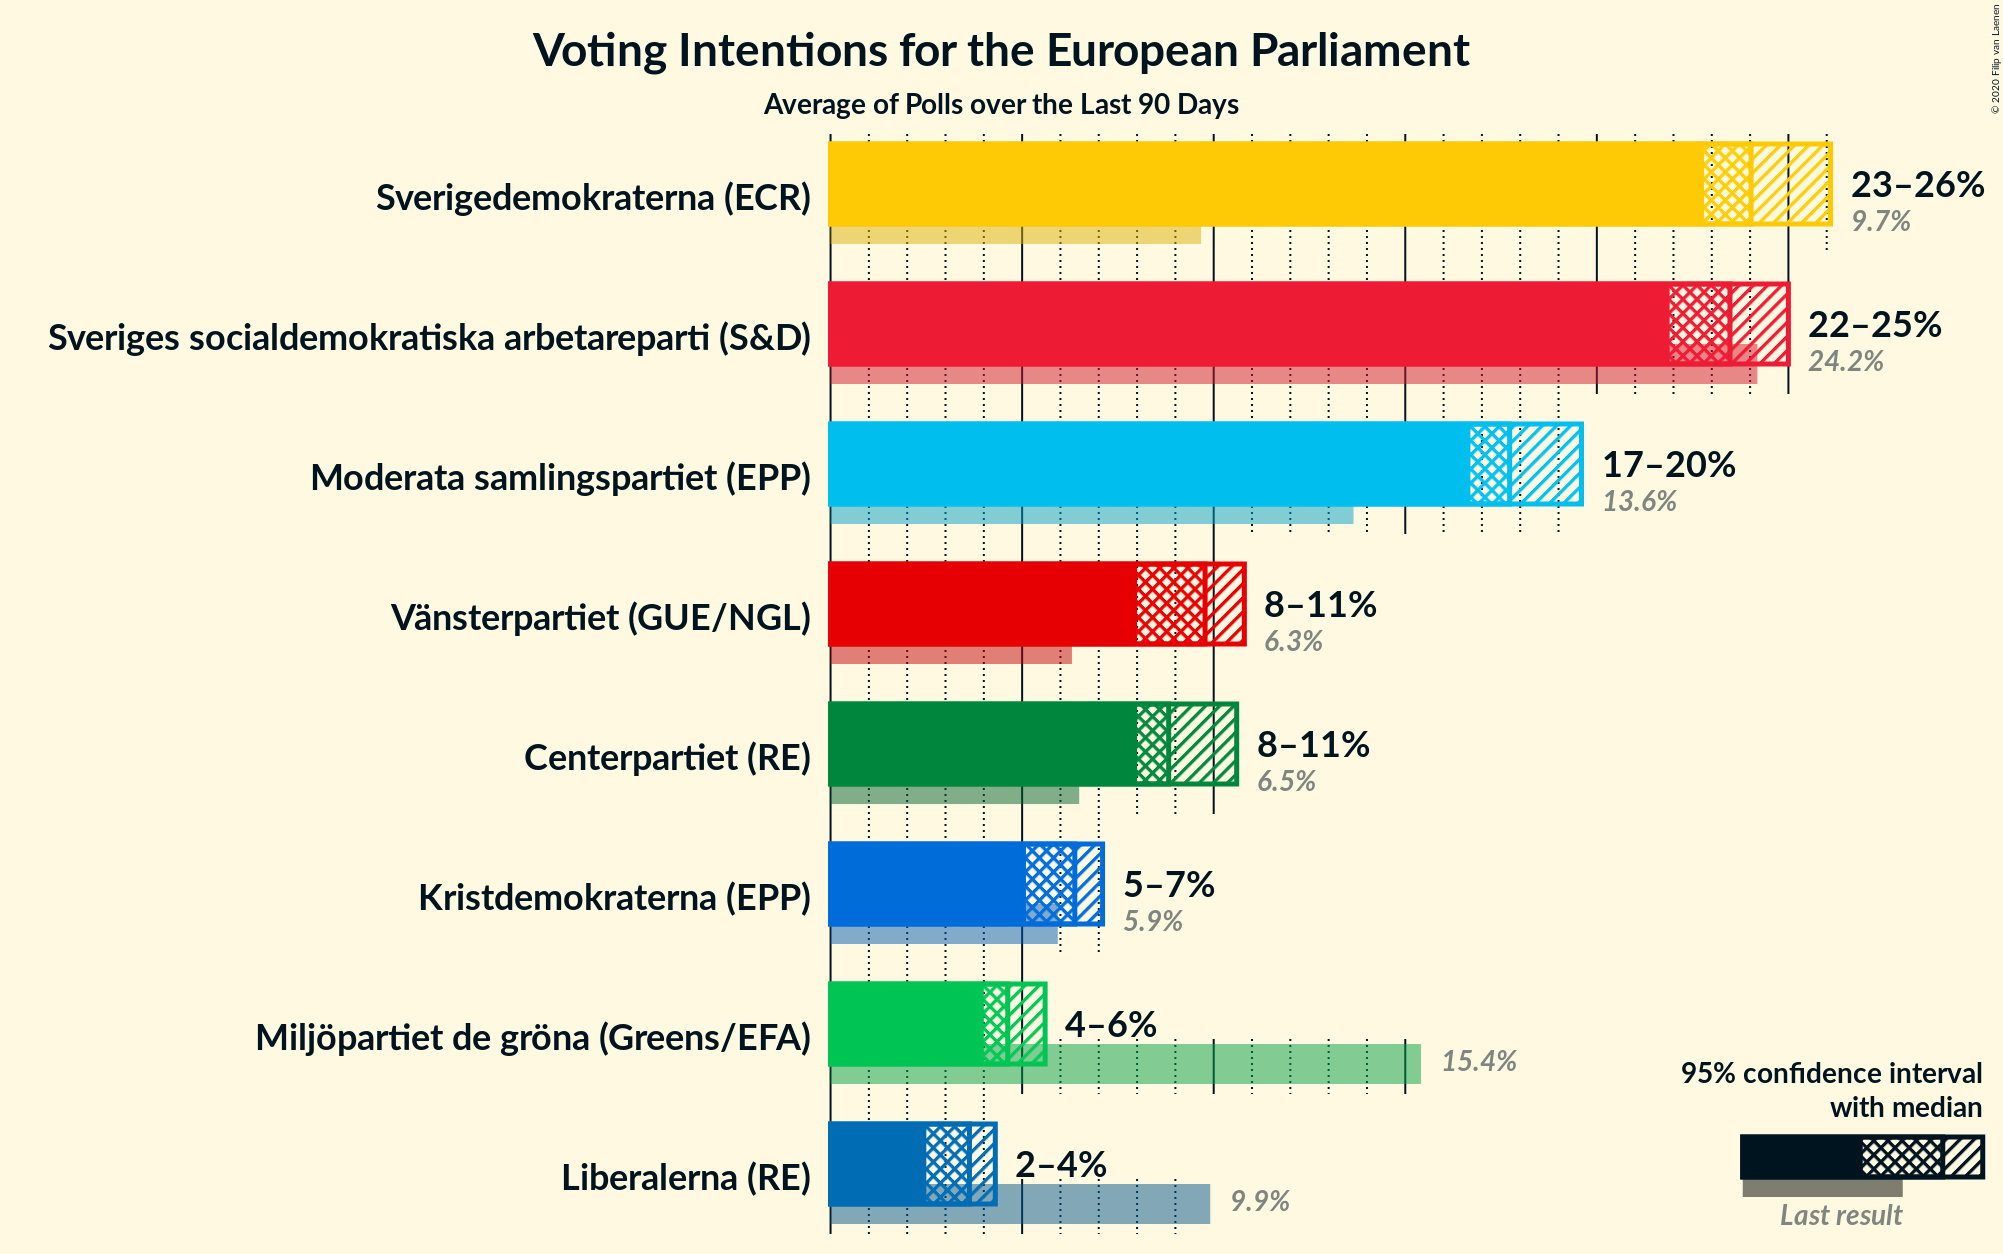 Voting Intentions for the European Parliament
Average of Polls over the Last 90 Days
© 2020 Filip van Laenen
Sverigedemokraterna (ECR)
23–26%
9.7%
Sveriges socialdemokratiska arbetareparti (S&D)
22–25%
24.2%
Moderata samlingspartiet (EPP)
17–20%
13.6%
Vänsterpartiet (GUE/NGL)
8–11%
6.3%
Centerpartiet (RE)
8–11%
6.5%
Kristdemokraterna (EPP)
5–7%
5.9%
Miljöpartiet de gröna (Greens/EFA)
4–6%
15.4%
Liberalerna (RE)
2–4%
9.9%
95% confidence interval
with median
Last result